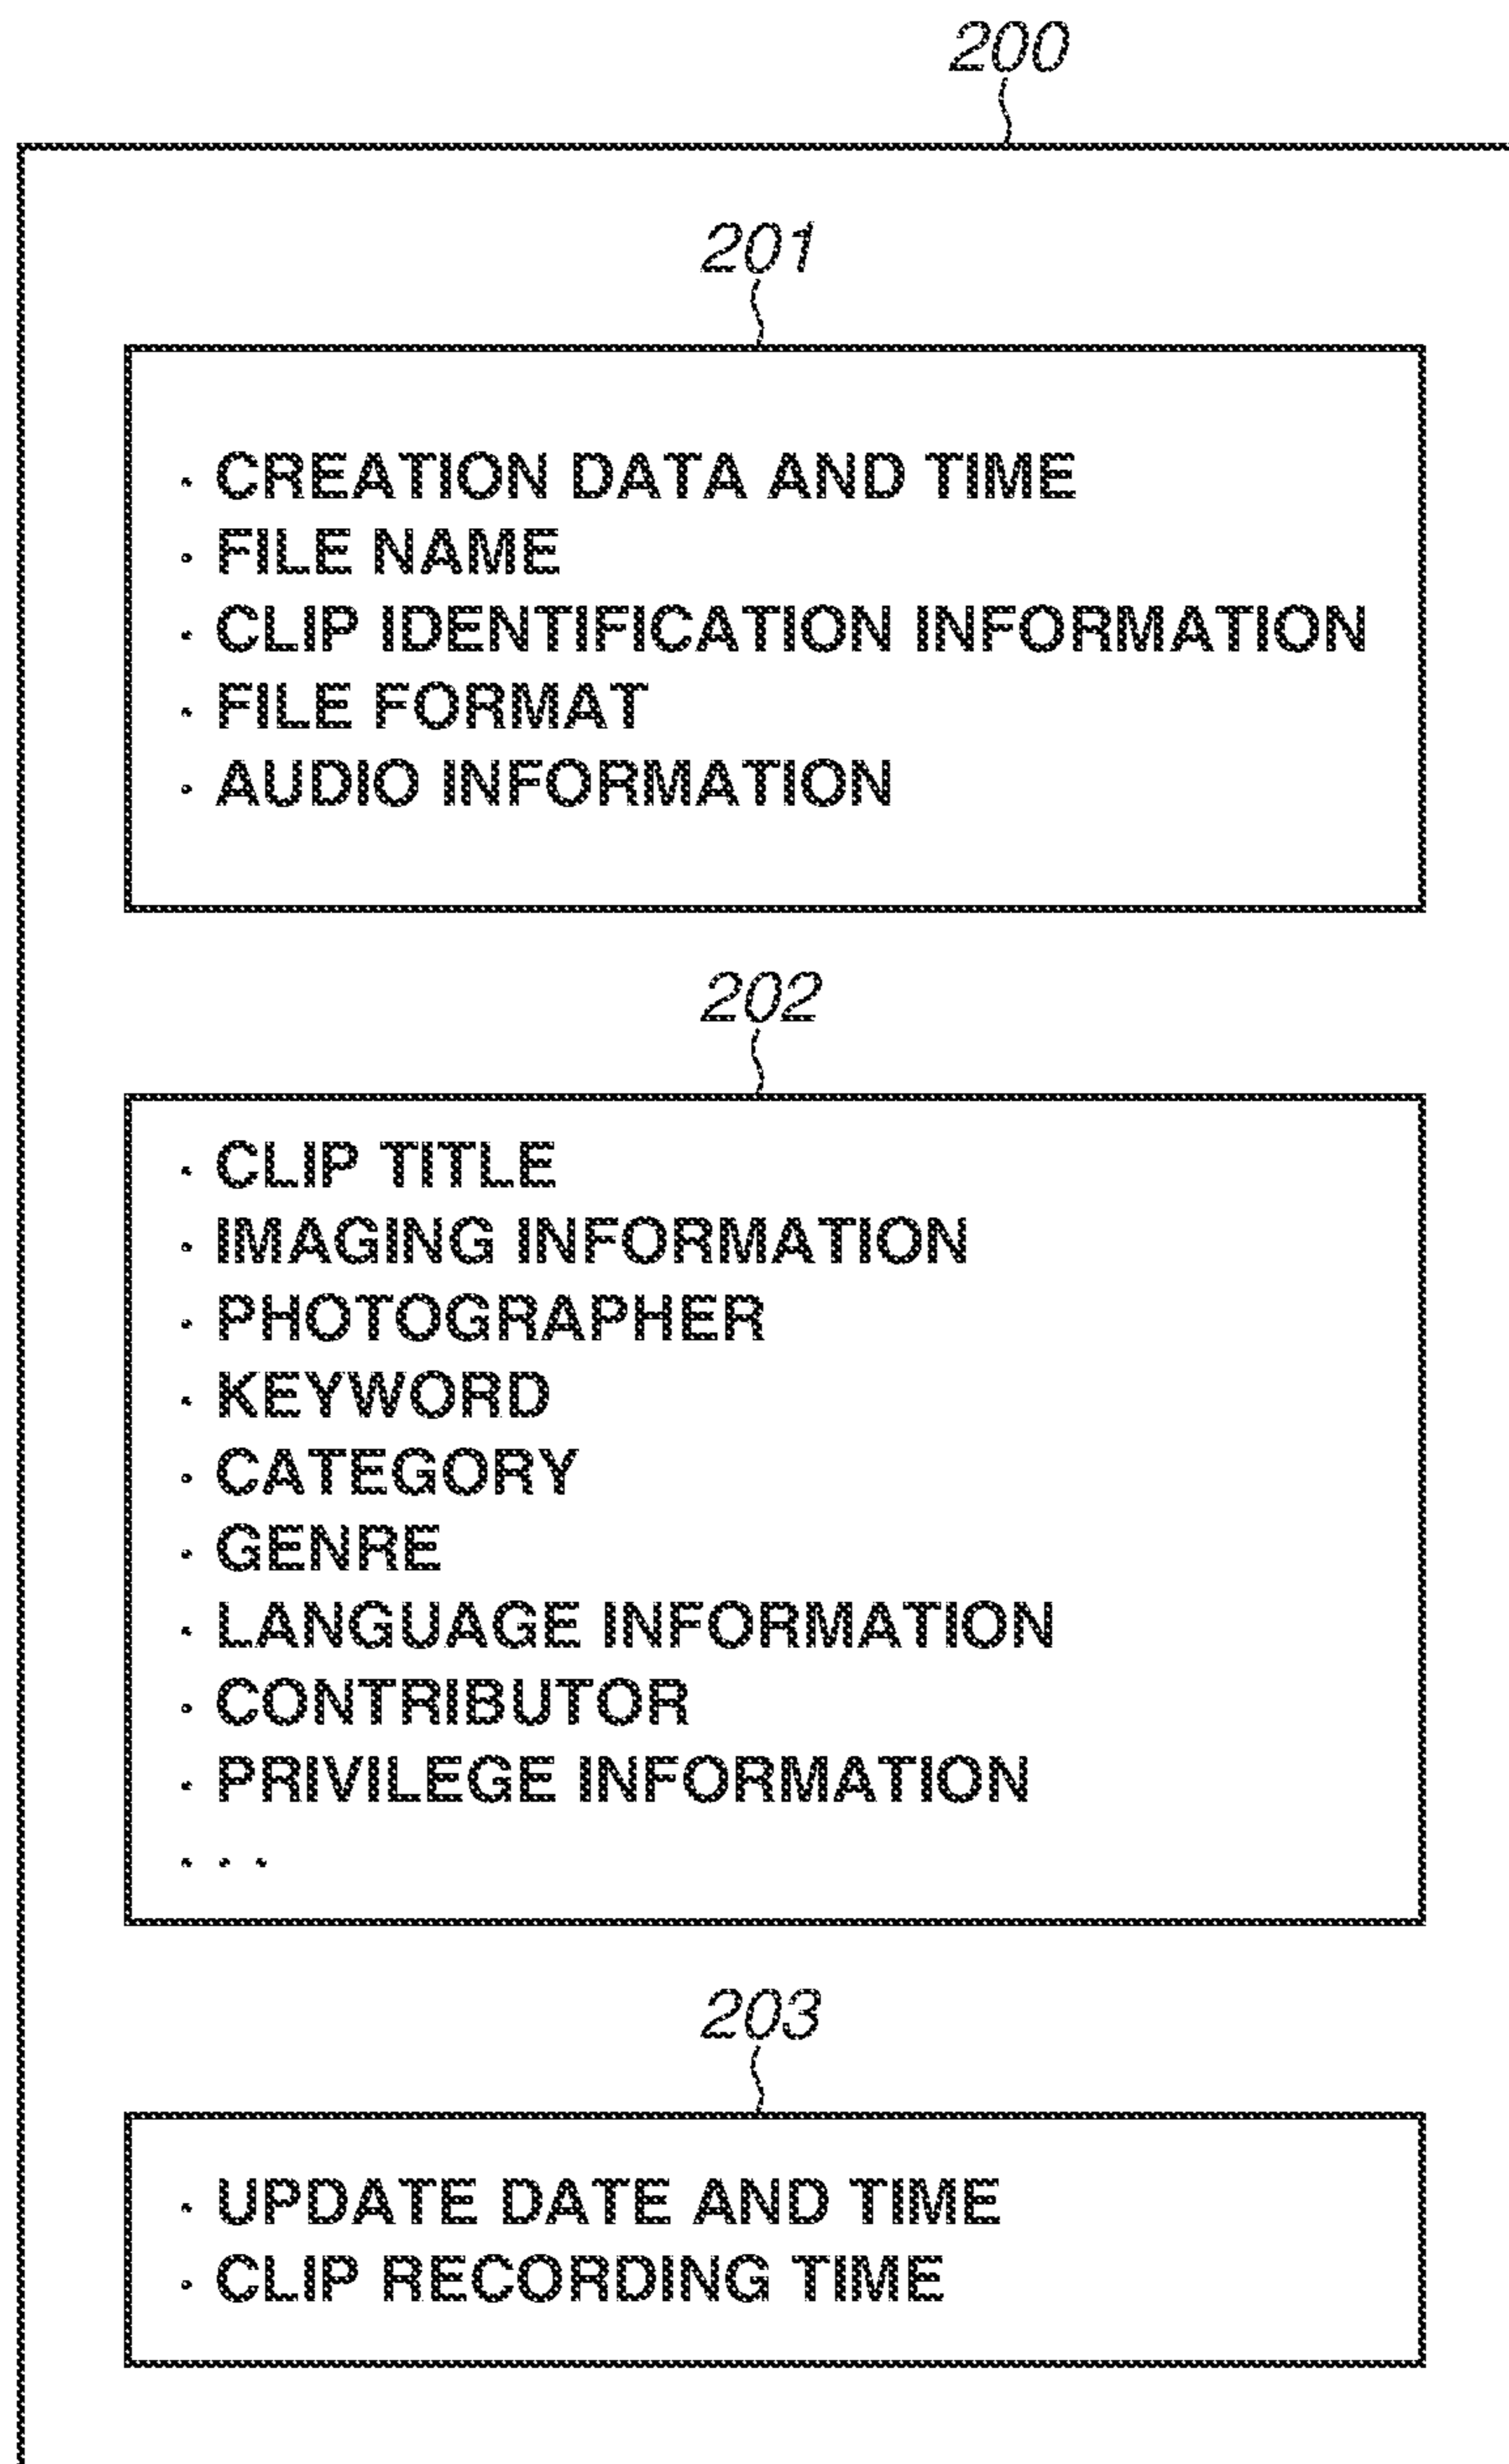 200
201
· CREATION DATA AND TIME
· FILE NAME
· CLIP IDENTIFICATION INFORMATION
· FILE FORMAT
· AUDIO INFORMATION
202
· CLIP TITLE
· IMAGING INFORMATION
· PHOTOGRAPHER
· KEYWORD
· CATEGORY
· GENRE
· LANGUAGE INFORMATION
· CONTRIBUTOR
· PRIVILEGE INFORMATION
· · ·
203
· UPDATE DATE AND TIME
· CLIP RECORDING TIME